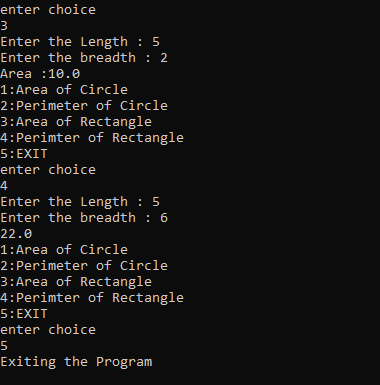 enter choice
3
Enter the Length : 5
Enter the breadth : 2
Area :10.0
1:Area of Circle
2:Perimeter of Circle
3:Area of Rectangle
4:Perimter of Rectangle
5:EXIT
enter choice
4
Enter the Length : 5
Enter the breadth : 6
22.0
1:Area of Circle
2:Perimeter of Circle
3:Area of Rectangle
4:Perimter of Rectangle
5:EXIT
enter choice
5
Exiting the Program